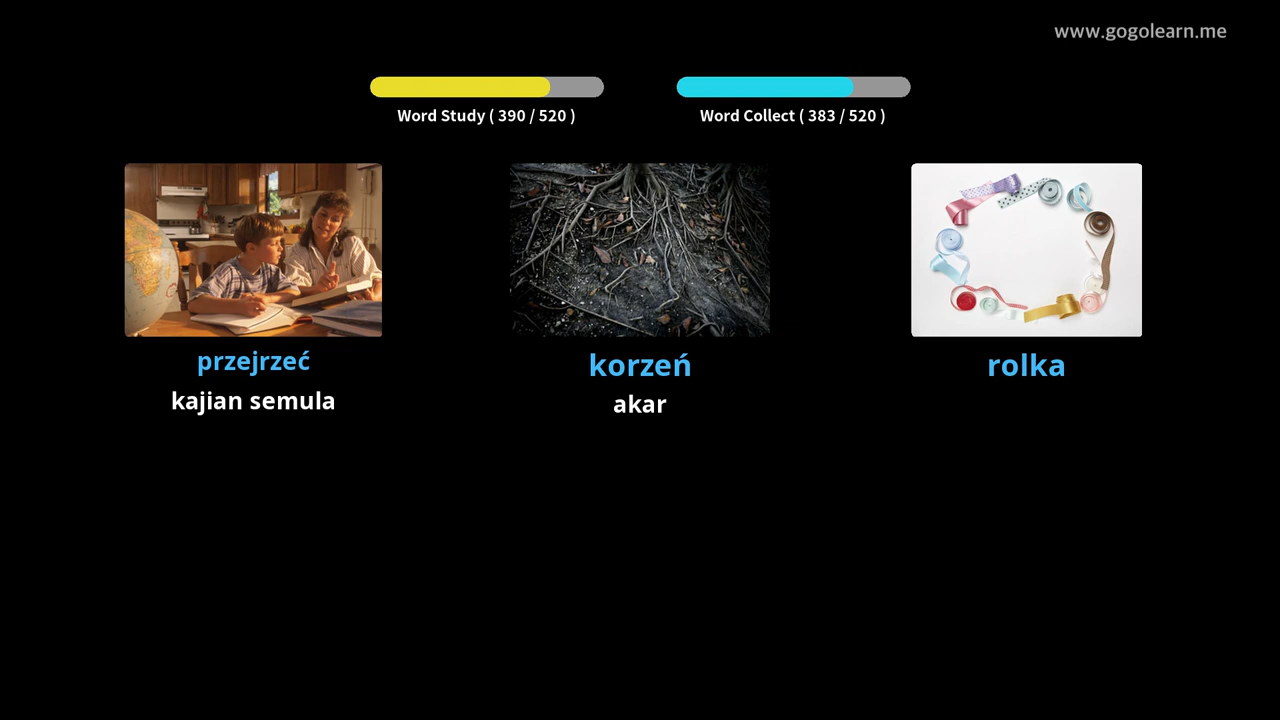 www.gogolearn.me
Word Study ( 390 / 520 )
Word Collect ( 383 / 520 )
przejrzeć
korzeń
rolka
kajian semula
akar